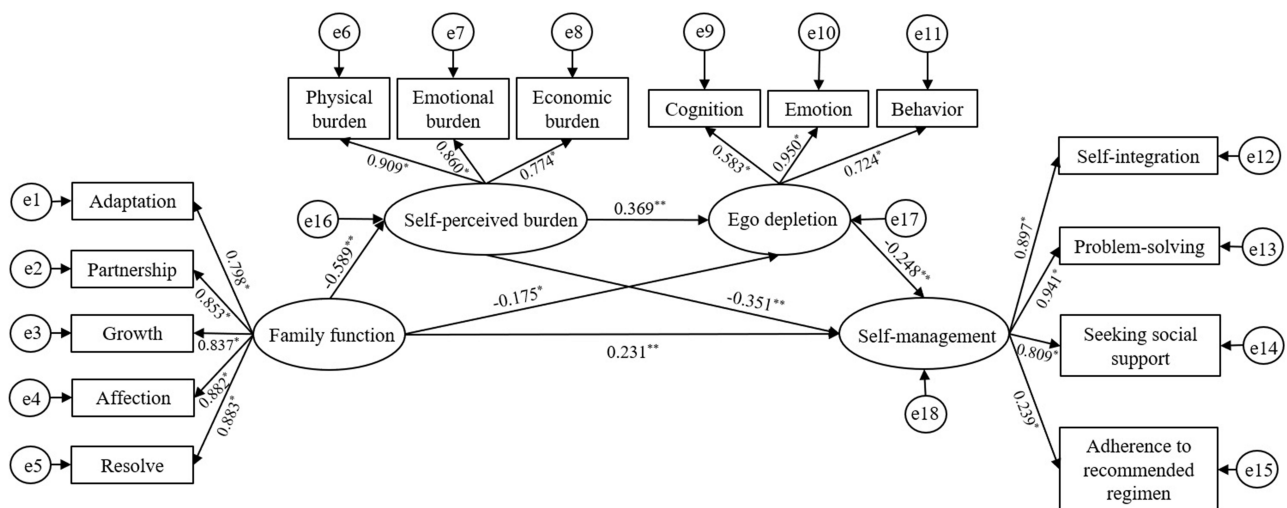 e6
e7
e8
e9
e10
e11
Physical
burden
Emotional
burden
Economic
burden
Cognition
Emotion
Behavior
0.909*
0.860*
0.774*
0.583*
0.950*
0.724*
Self-integration
e12
e1
Adaptation
e16
Self-perceived burden
0.369**
Ego depletion
e17
0.798*
-0.589**
-0.248**
0.897*
Problem-solving
e13
e2
Partnership
0.853*
-0.175*
-0.351**
0.941*
e3
Growth
0.837*
Family function
0.231**
Self-management
0.809*
Seeking social
support
e14
e4
Affection
0.882*
0.883*
e18
0.239*
e5
Resolve
Adherence to
recommended
regimen
e15